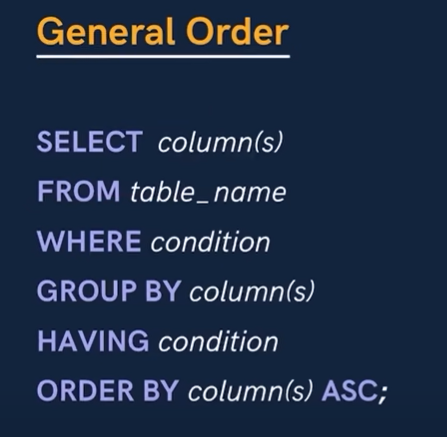 General Order
SELECT column(s)
FROM table_name
WHERE condition
GROUP BY column(s)
HAVING condition
ORDER BY column(s) ASC;